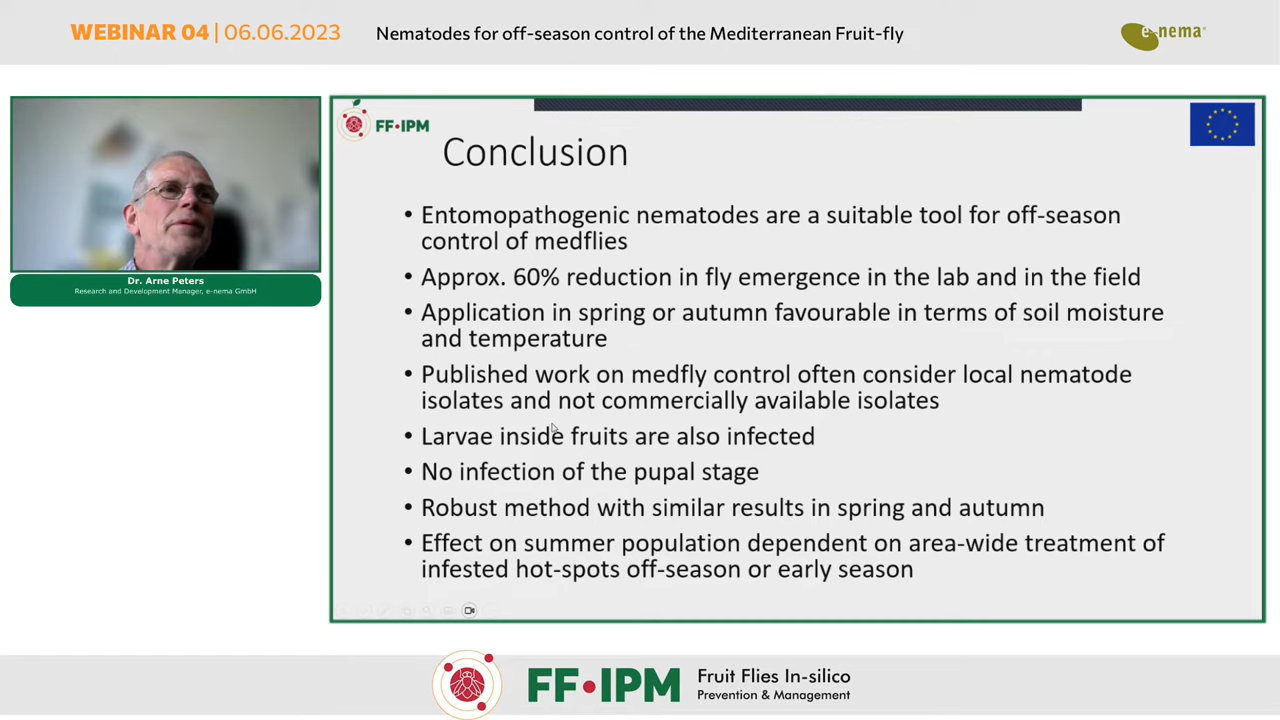 WEBINAR 04 | 06.06.2023
Nematodes for off-season control of the Mediterranean Fruit-fly
e-nema
FF•IPM
Conclusion
• Entomopathogenic nematodes are a suitable tool for off-season
control of medflies
• Approx. 60% reduction in fly emergence in the lab and in the field
• Application in spring or autumn favourable in terms of soil moisture
and temperature
• Published work on medfly control often consider local nematode
isolates and not commercially available isolates
• Larvae inside fruits are also infected
• No infection of the pupal stage
• Robust method with similar results in spring and autumn
• Effect on summer population dependent on area-wide treatment of
infested hot-spots off-season or early season
Dr. Arne Peters
Research and Development Manager, e-nema GmbH
FF•IPM
Fruit Flies In-silico
Prevention & Management